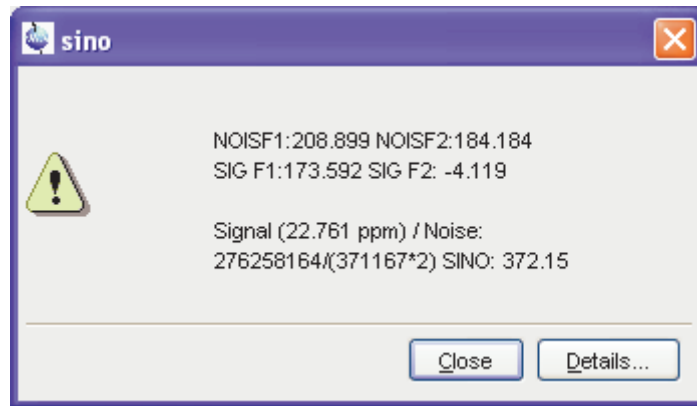 sino
NOISF1:208.899 NOISF2:184.184
SIG F1:173.592 SIG F2: -4.119
Signal (22.761 ppm) / Noise:
276258164/(371167*2) SINO: 372.15
Close
Details...